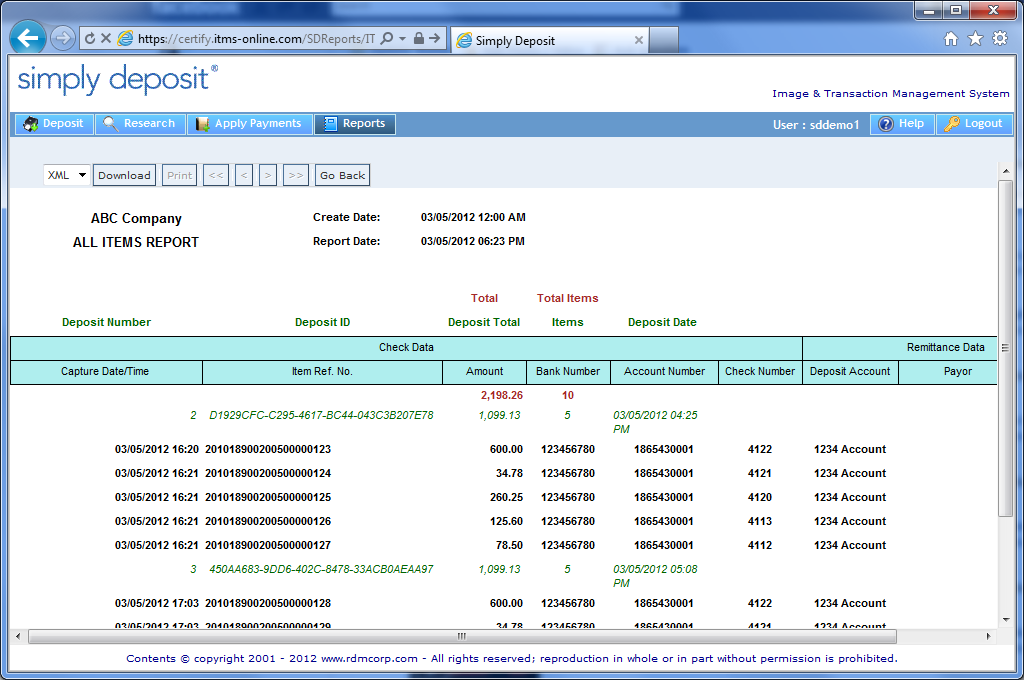 https://certify.itms-online.com/SDReports/IT
Simply Deposit
simply deposit®
Image & Transaction Management System
Deposit Research Apply Payments Reports User : sddemo1 Help Logout
XML Download Print << < > >> Go Back
ABC Company Create Date: 03/05/2012 12:00 AM
ALL ITEMS REPORT Report Date: 03/05/2012 06:23 PM
Total Total Items
Deposit Number Deposit ID Deposit Total Items Deposit Date
Check Data Remittance Data
Capture Date/Time Item Ref. No. Amount Bank Number Account Number Check Number Deposit Account Payor
2,198.26 10
2 D1929CFC-C295-4617-BC44-043C3B207E78 1,099.13 5 03/05/2012 04:25
PM
03/05/2012 16:20 201018900200500000123 600.00 123456780 1865430001 4122 1234 Account
03/05/2012 16:21 201018900200500000124 34.78 123456780 1865430001 4121 1234 Account
03/05/2012 16:21 201018900200500000125 260.25 123456780 1865430001 4120 1234 Account
03/05/2012 16:21 201018900200500000126 125.60 123456780 1865430001 4113 1234 Account
03/05/2012 16:21 201018900200500000127 78.50 123456780 1865430001 4112 1234 Account
3 450AA683-9DD6-402C-8478-33ACB0AEAA97 1,099.13 5 03/05/2012 05:08
PM
03/05/2012 17:03 201018900200500000128 600.00 123456780 1865430001 4122 1234 Account
03/05/2012 17:03 201018900200500000129 34.78 123456780 1865430001 4121 1234 Account
Contents © copyright 2001 - 2012 www.rdmcorp.com - All rights reserved; reproduction in whole or in part without permission is prohibited.